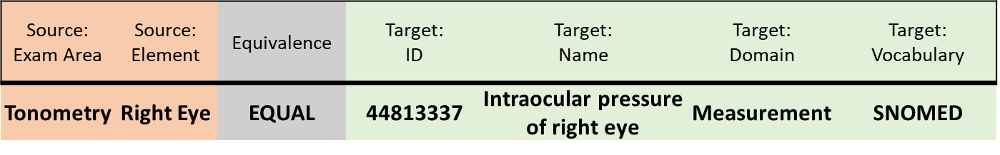 Source: Exam Area
Source: Element
Equivalence
Target: ID
Target: Name
Target: Domain
Target: Vocabulary
Tonometry
Right Eye
EQUAL
44813337
Intraocular pressure of right eye
Measurement
SNOMED